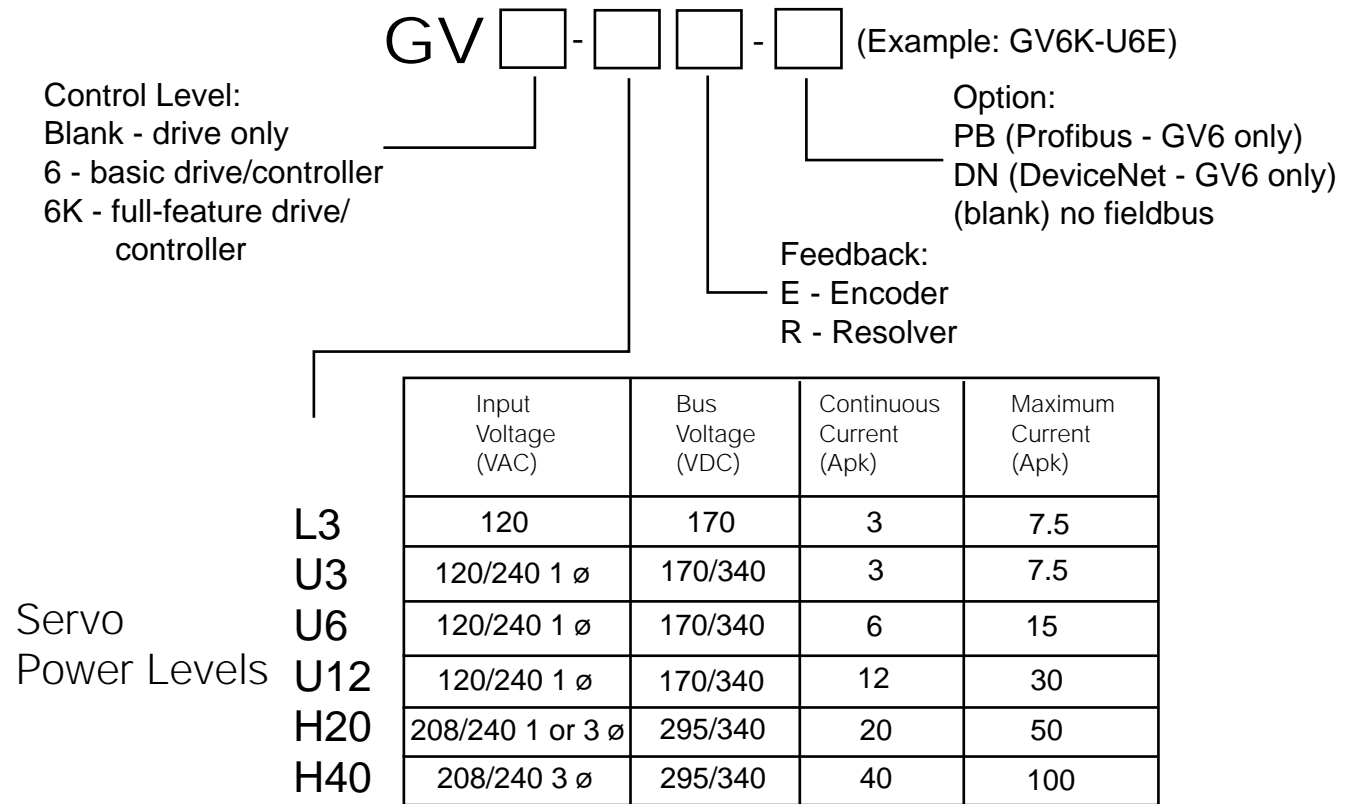 GV - - (Example: GV6K-U6E)
Control Level:
Blank - drive only
6 - basic drive/controller
6K - full-feature drive/
controller
Option:
PB (Profibus - GV6 only)
DN (DeviceNet - GV6 only)
(blank) no fieldbus
Feedback:
E - Encoder
R - Resolver
Input
Voltage
(VAC)
Bus
Voltage
(VDC)
Continuous
Current
(Apk)
Maximum
Current
(Apk)
Servo
Power Levels
L3 120 170 3 7.5
U3 120/240 1 ø 170/340 3 7.5
U6 120/240 1 ø 170/340 6 15
U12 120/240 1 ø 170/340 12 30
H20 208/240 1 or 3 ø 295/340 20 50
H40 208/240 3 ø 295/340 40 100